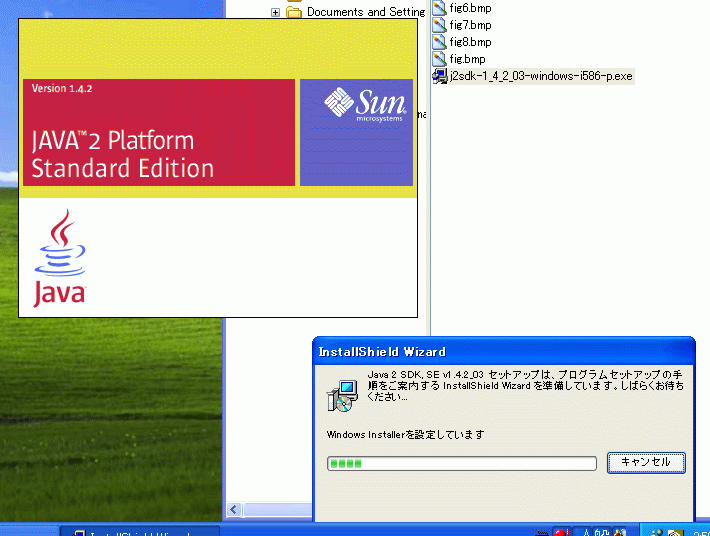 Documents and Setting
fig6.bmp
fig7.bmp
fig8.bmp
fig.bmp
j2sdk-1_4_2_03-windows-i586-p.exe
Version 1.4.2
Sun
microsystems
JAVA™2 Platform
Standard Edition
Java
InstallShield Wizard
Java 2 SDK, SE v1.4.2_03 セットアップは、プログラムセットアップの手
順をご案内する InstallShield Wizard を準備しています。しばらくお待ち
ください...
Windows Installerを設定しています
キャンセル
InstallShield Wizard